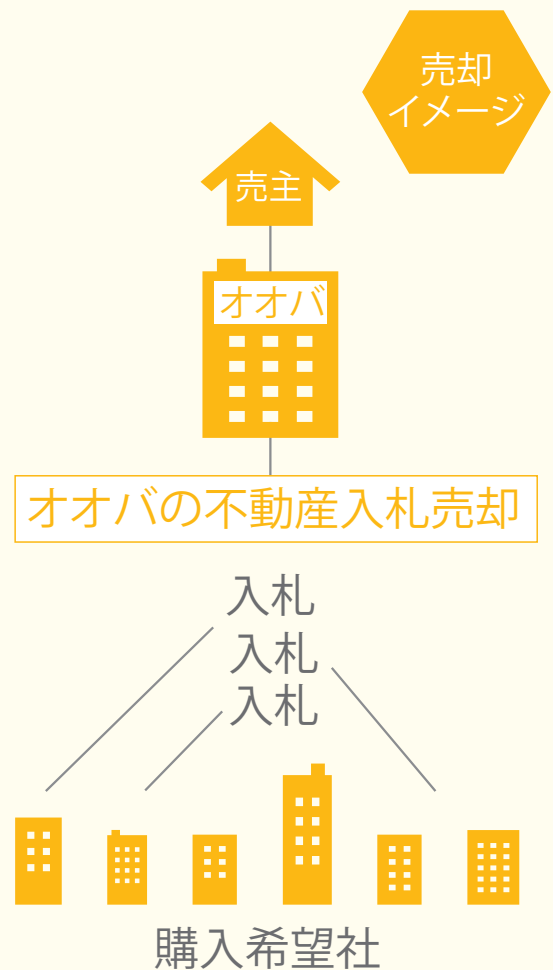 売却
イメージ
売主
オオバ
オオバの不動産入札売却
入札
入札
入札
購入希望社